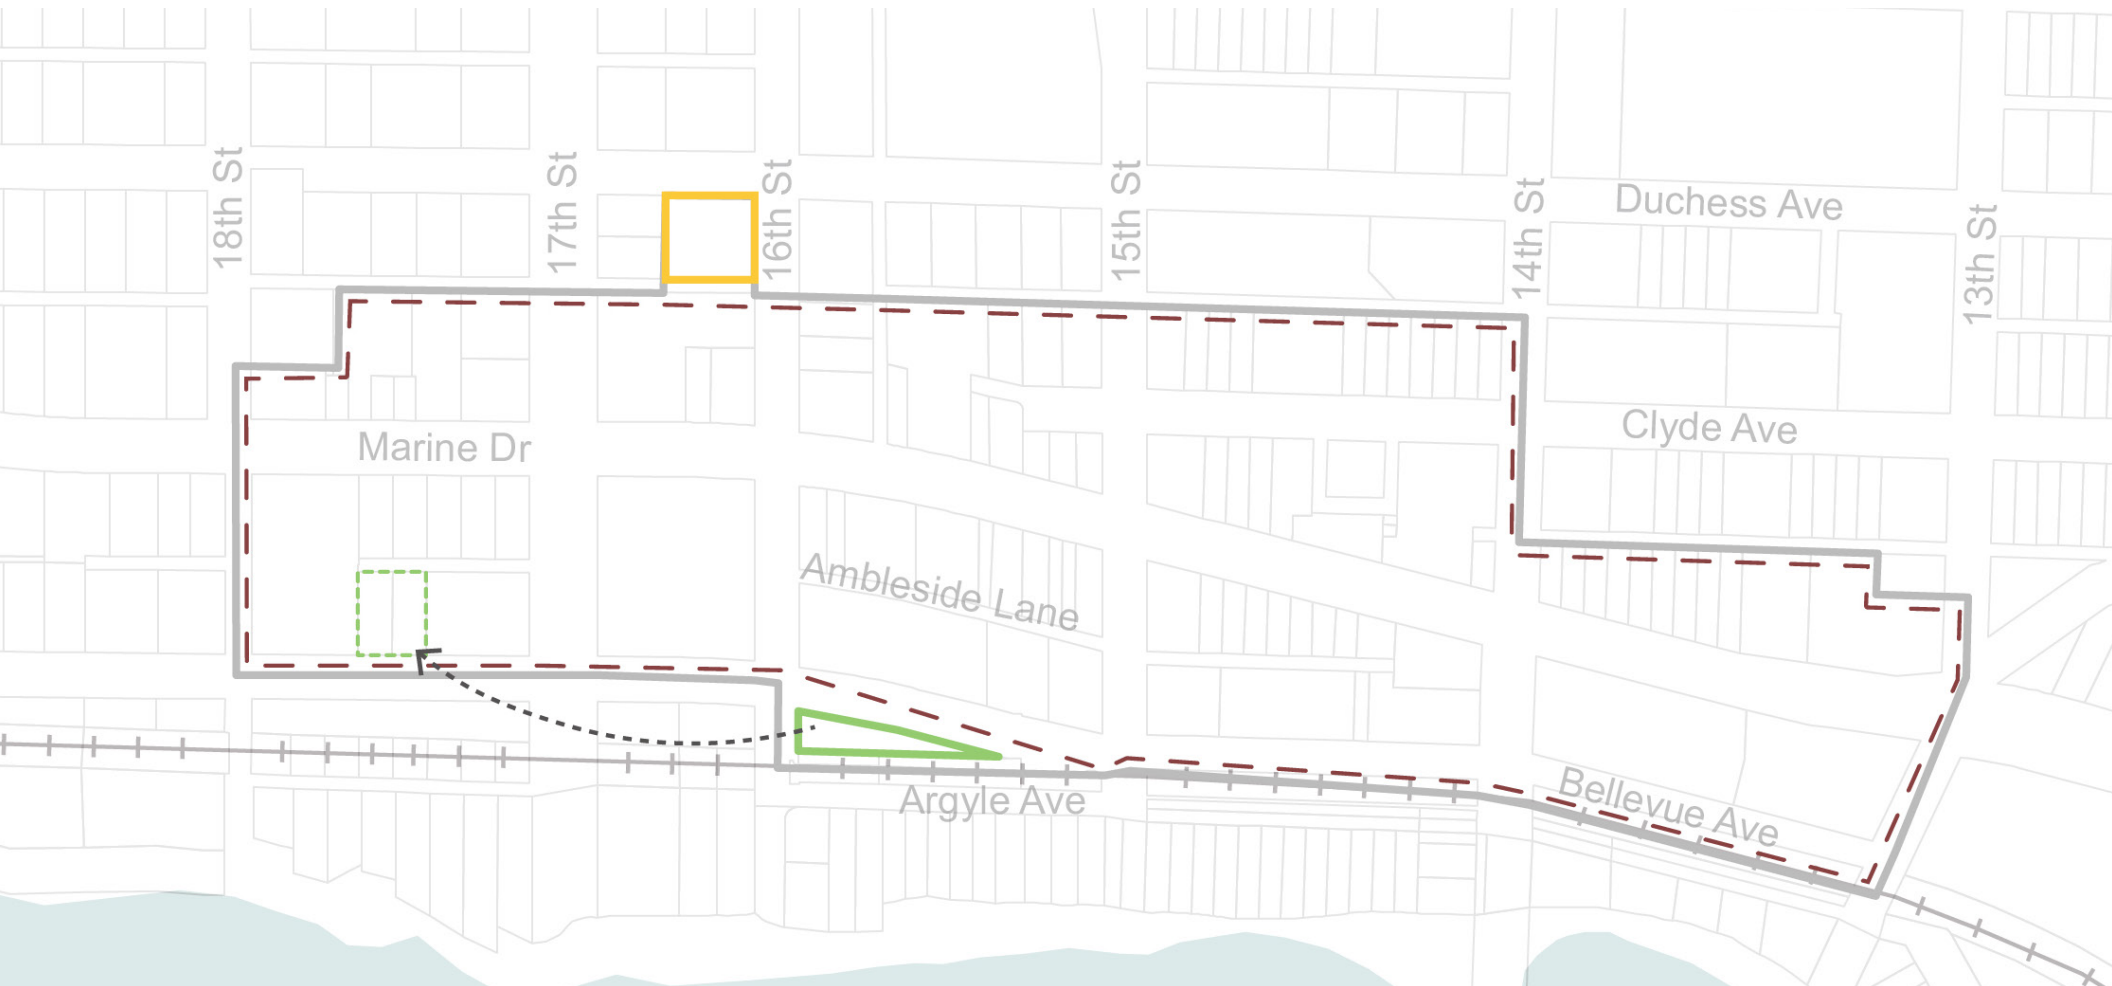 18th St
17th St
16th St
15th St
14th St
Duchess Ave
13th St
Clyde Ave
Marine Dr
Ambleside Lane
Argyle Ave
Bellevue Ave